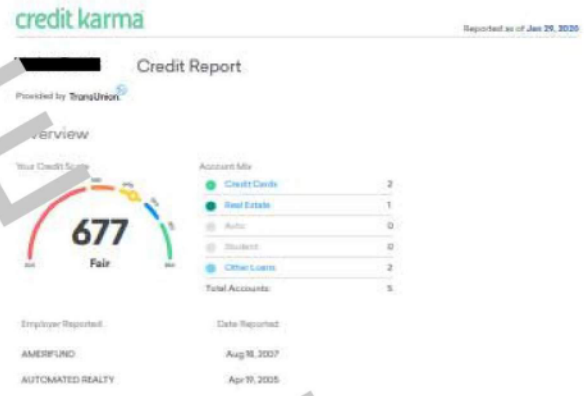 credit karma
Reported as of Jan 29, 2020
Credit Report
Provided by TransUnion
Overview
Your Credit Score
677
Fair
Account Mix
Credit Cards 2
Real Estate 1
Auto 0
Student 0
Other Loans 2
Total Accounts 5
Employer Reported Date Reported
AMERIFUND Aug 18, 2007
AUTOMATED REALTY Apr 19, 2005